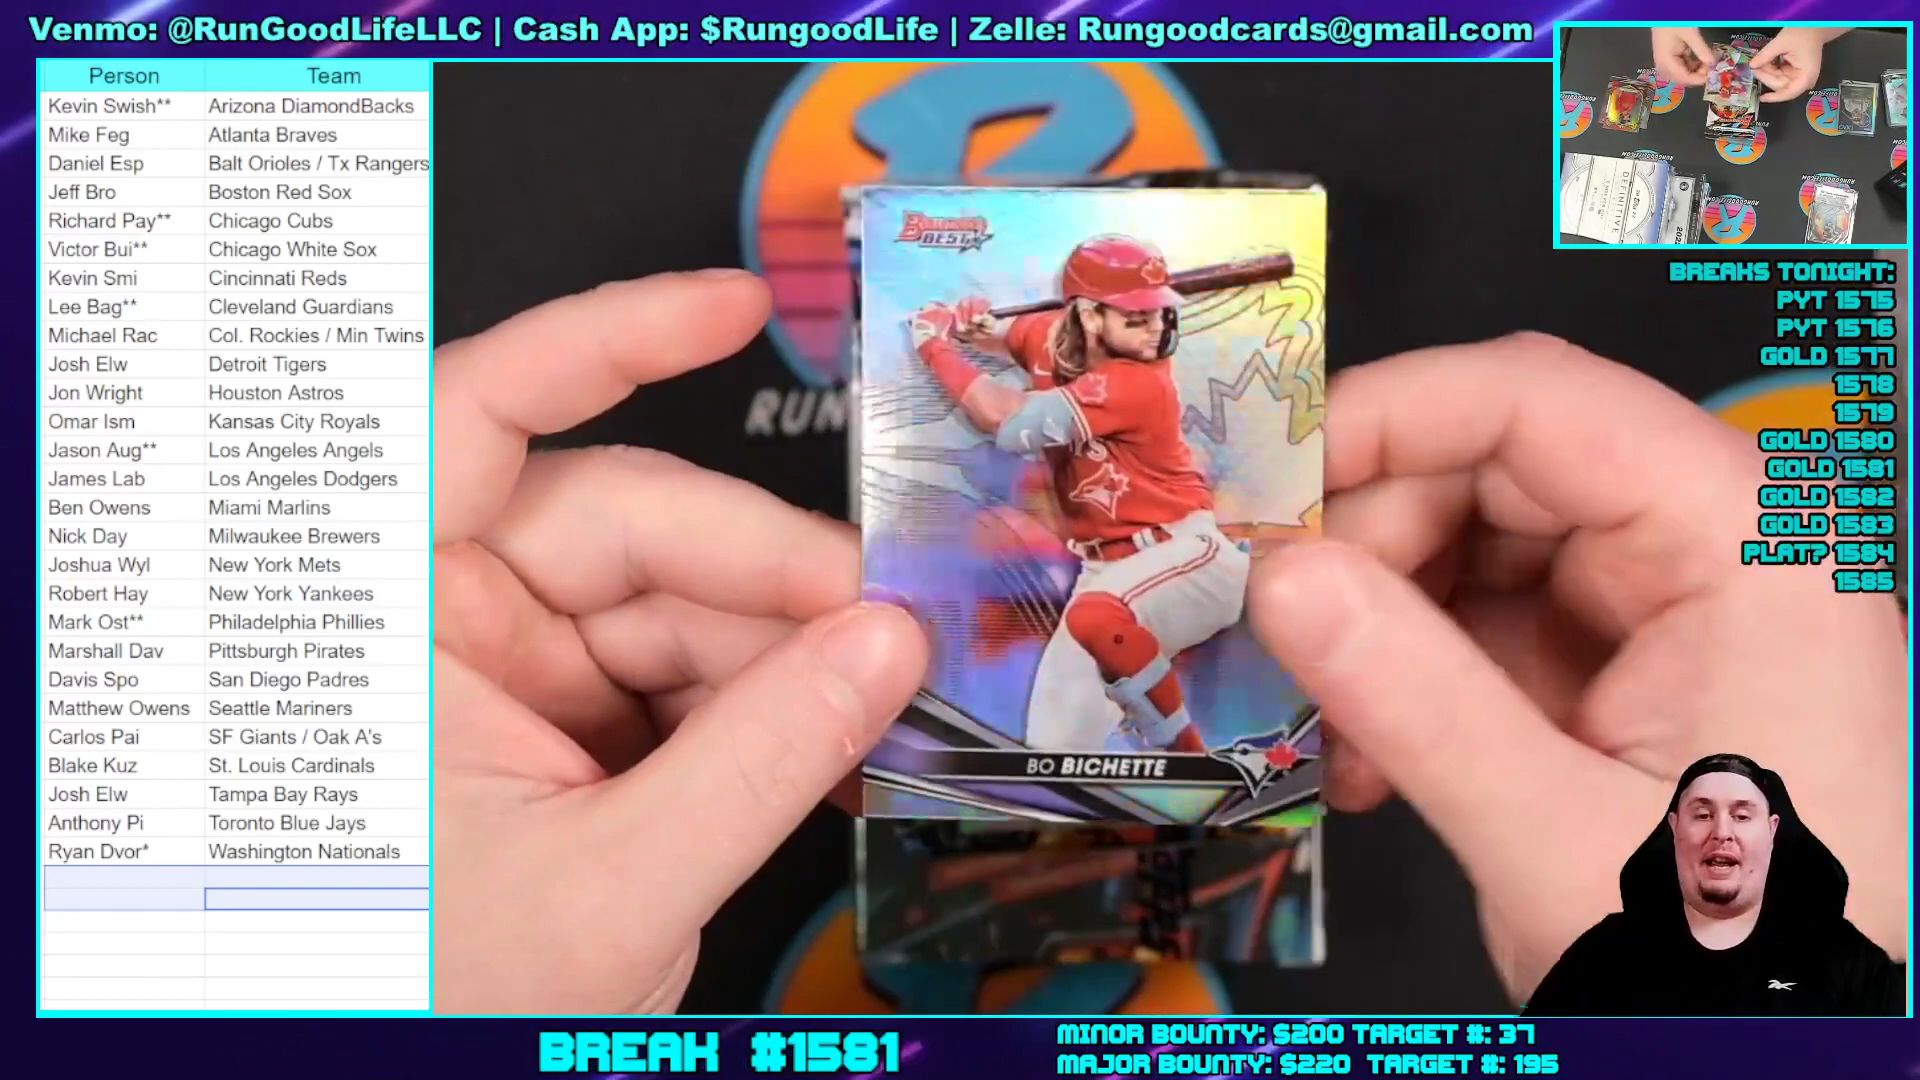 Venmo: @RunGoodLifeLLC | Cash App: $RungoodLife | Zelle: Rungoodcards@gmail.com
Person Team
Kevin Swish** Arizona DiamondBacks
Mike Feg Atlanta Braves
Daniel Esp Balt Orioles / Tx Rangers
Jeff Bro Boston Red Sox
Richard Pay** Chicago Cubs
Victor Bui** Chicago White Sox
Kevin Smi Cincinnati Reds
Lee Bag** Cleveland Guardians
Michael Rac Col. Rockies / Min Twins
Josh Elw Detroit Tigers
Jon Wright Houston Astros
Omar Ism Kansas City Royals
Jason Aug** Los Angeles Angels
James Lab Los Angeles Dodgers
Ben Owens Miami Marlins
Nick Day Milwaukee Brewers
Joshua Wyl New York Mets
Robert Hay New York Yankees
Mark Ost** Philadelphia Phillies
Marshall Dav Pittsburgh Pirates
Davis Spo San Diego Padres
Matthew Owens Seattle Mariners
Carlos Pai SF Giants / Oak A's
Blake Kuz St. Louis Cardinals
Josh Elw Tampa Bay Rays
Anthony Pi Toronto Blue Jays
Ryan Dvor* Washington Nationals
RUN
BOWMAN'S
BEST
BO BICHETTE
DEFINITIVE
BREAKS TONIGHT:
PYT 1575
PYT 1576
GOLD 1577
1578
1579
GOLD 1580
GOLD 1581
GOLD 1582
GOLD 1583
PLAT? 1584
1585
BREAK #1581
MINOR BOUNTY: $200 TARGET #: 37
MAJOR BOUNTY: $220 TARGET #: 195